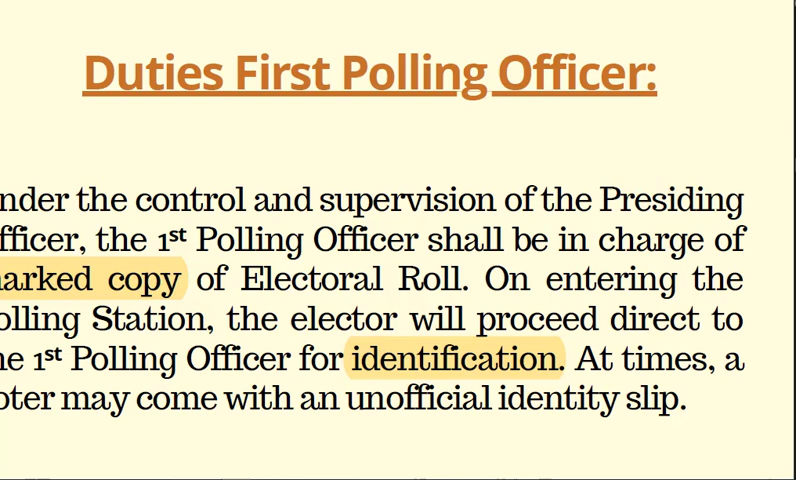 Duties First Polling Officer:
nder the control and supervision of the Presiding
fficer, the 1st Polling Officer shall be in charge of
arked copy of Electoral Roll. On entering the
olling Station, the elector will proceed direct to
he 1st Polling Officer for identification. At times, a
oter may come with an unofficial identity slip.